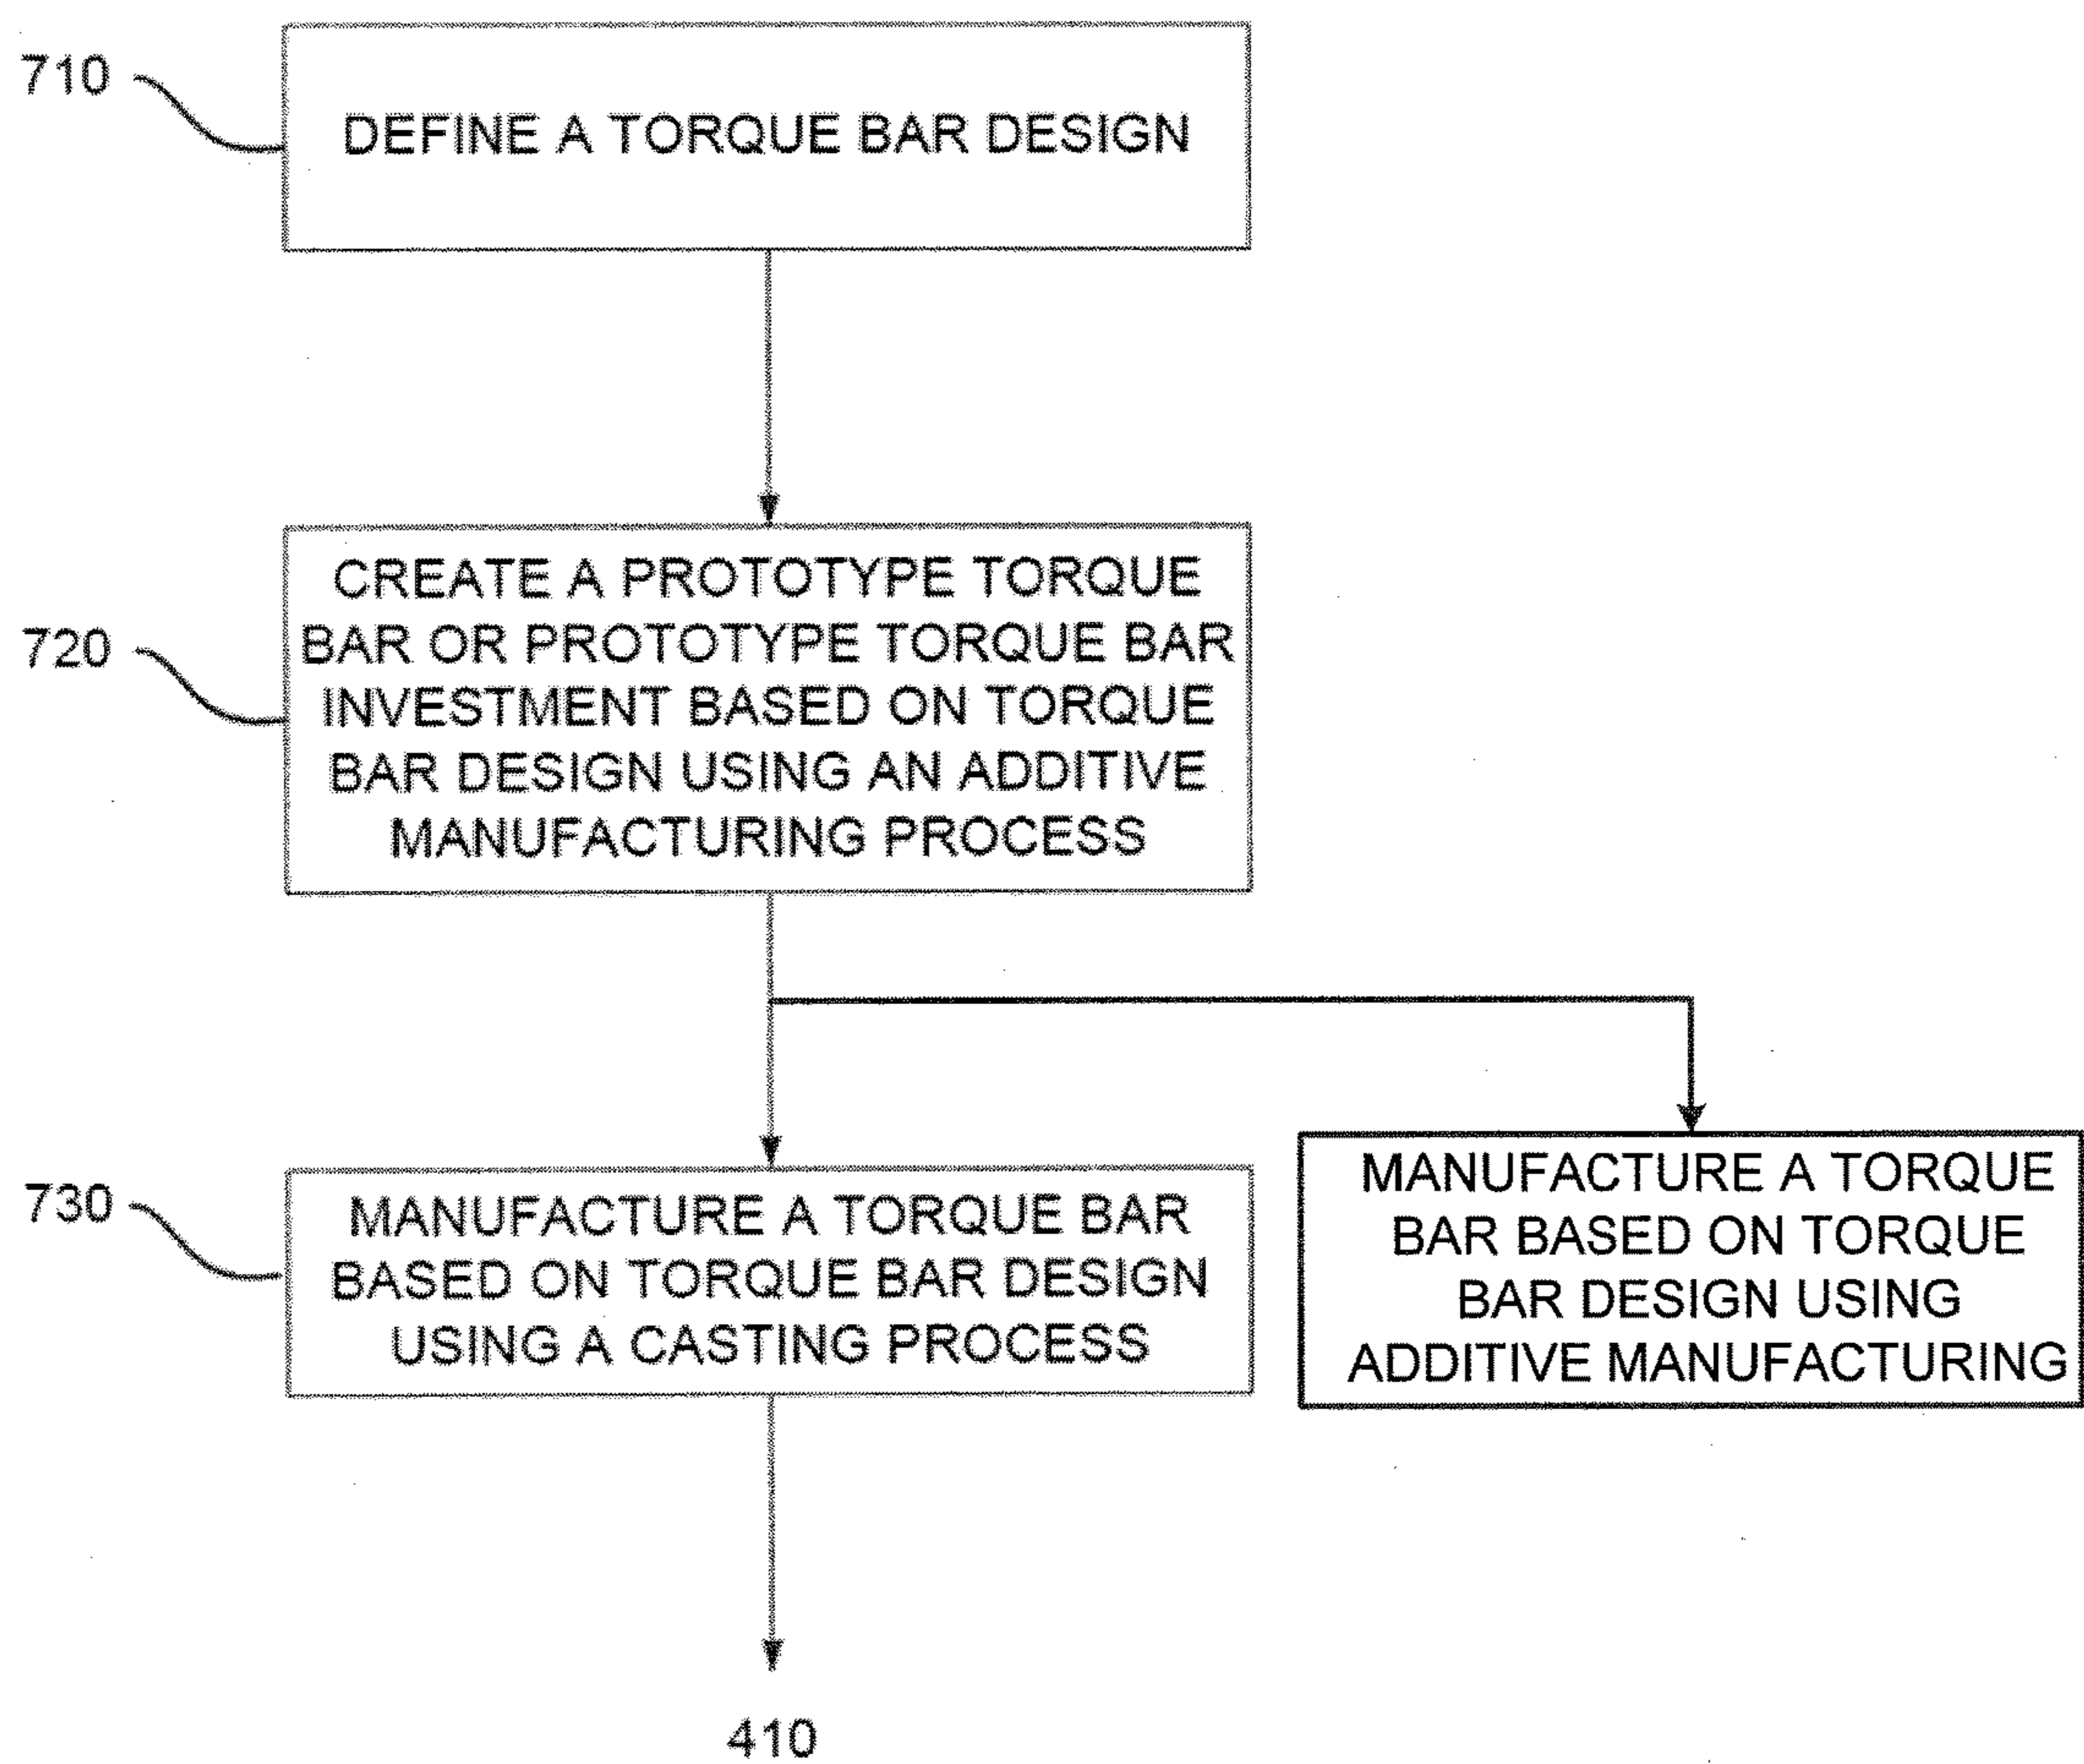 710
DEFINE A TORQUE BAR DESIGN
720
CREATE A PROTOTYPE TORQUE
BAR OR PROTOTYPE TORQUE BAR
INVESTMENT BASED ON TORQUE
BAR DESIGN USING AN ADDITIVE
MANUFACTURING PROCESS
730
MANUFACTURE A TORQUE BAR
BASED ON TORQUE BAR DESIGN
USING A CASTING PROCESS
MANUFACTURE A TORQUE
BAR BASED ON TORQUE
BAR DESIGN USING
ADDITIVE MANUFACTURING
410